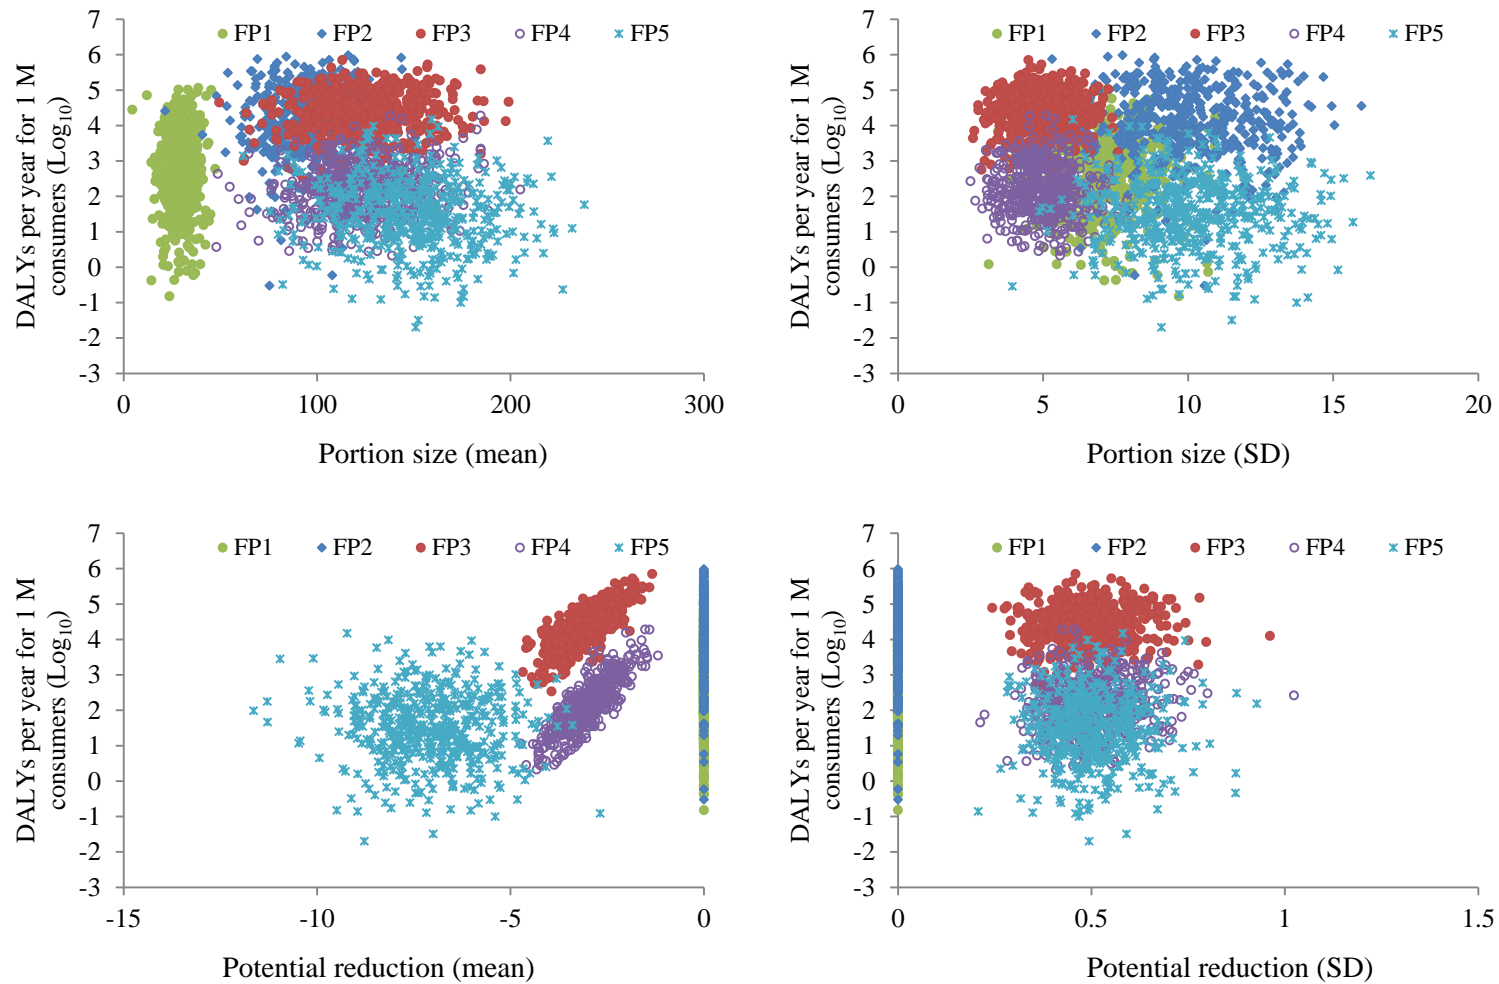 DALYs per year for 1 M
consumers (Log10)
7
6
5
4
3
2
1
0
-1
-2
-3
FP1 FP2 FP3 FP4 FP5
0 100 200 300
Portion size (mean)
DALYs per year for 1 M
consumers (Log10)
7
6
5
4
3
2
1
0
-1
-2
-3
FP1 FP2 FP3 FP4 FP5
0 5 10 15 20
Portion size (SD)
DALYs per year for 1 M
consumers (Log10)
7
6
5
4
3
2
1
0
-1
-2
-3
FP1 FP2 FP3 FP4 FP5
-15 -10 -5 0
Potential reduction (mean)
DALYs per year for 1 M
consumers (Log10)
7
6
5
4
3
2
1
0
-1
-2
-3
FP1 FP2 FP3 FP4 FP5
0 0.5 1 1.5
Potential reduction (SD)